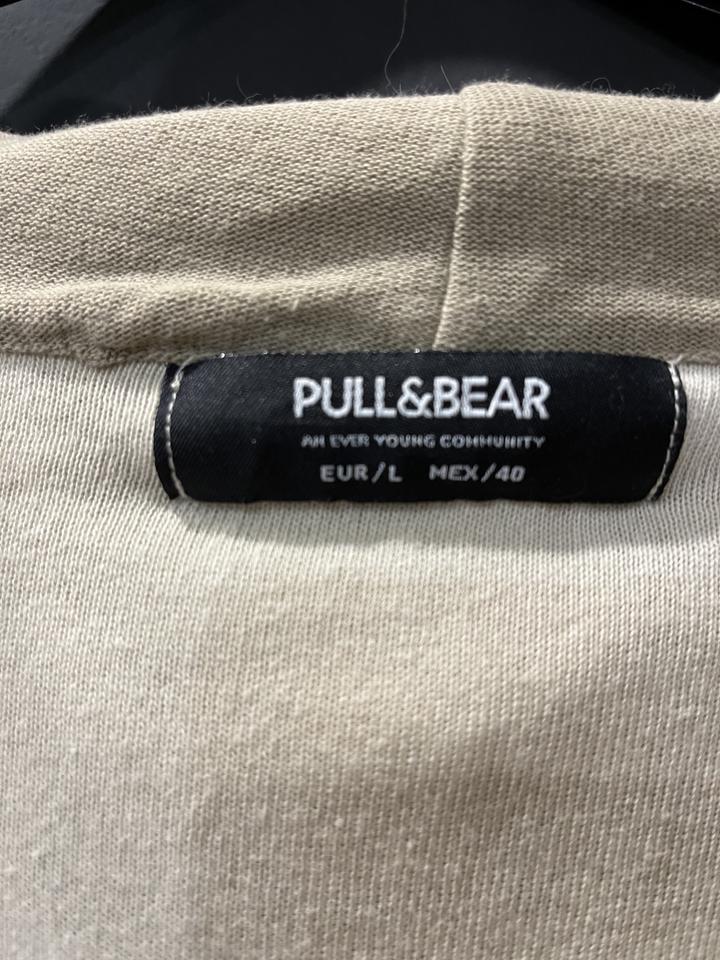 PULL&BEAR
AN EVER YOUNG COMMUNITY
EUR/L MEX/40